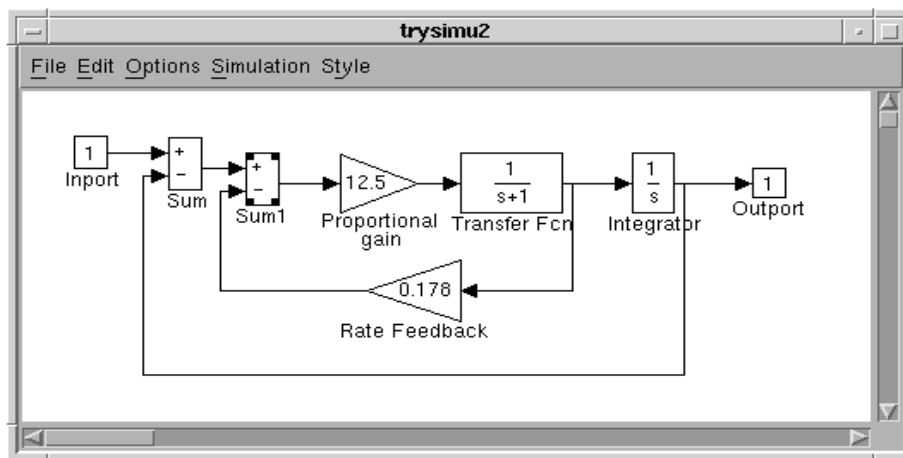 trysimu2
File Edit Options Simulation Style
1
Inport
+
−
Sum
+
−
Sum1
12.5
Proportional
gain
1
s+1
Transfer Fcn
1
s
Integrator
1
Outport
0.178
Rate Feedback